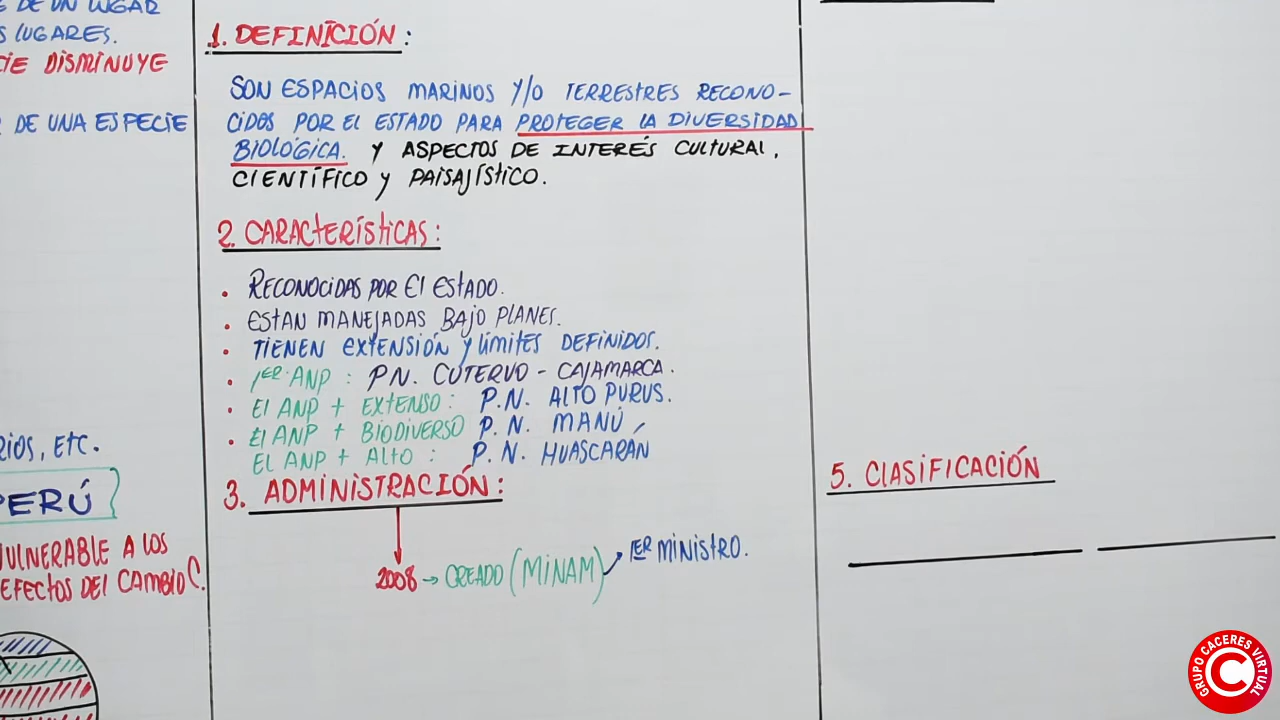 E DE UN LUGAR
S LUGARES.
CIE DISMINUYE
R DE UNA ESPECIE
RIOS, ETC.
PERÚ
VULNERABLE A LOS
EFECTOS DEL CAMBIO C.
1. DEFINICIÓN:
SON ESPACIOS MARINOS Y/O TERRESTRES RECONO-
CIDOS POR EL ESTADO PARA PROTEGER LA DIVERSIDAD
BIOLÓGICA. Y ASPECTOS DE INTERÉS CULTURAL,
CIENTÍFICO Y PAISAJÍSTICO.
2. CARACTERÍSTICAS:
• RECONOCIDAS POR El ESTADO.
• ESTAN MANEJADAS BAJO PLANES.
• TIENEN EXTENSIÓN Y LÍMITES DEFINIDOS.
• 1ER ANP : P.N. CUTERVO - CAJAMARCA.
• El ANP + EXTENSO : P.N. ALTO PURUS.
• El ANP + BIODIVERSO P.N. MANÚ
EL ANP + ALTO : P.N. HUASCARÁN
3. ADMINISTRACIÓN:
2008 → CREADO (MINAM) 1ER MINISTRO.
5. CLASIFICACIÓN
GRUPO CACERES VIRTUAL
C